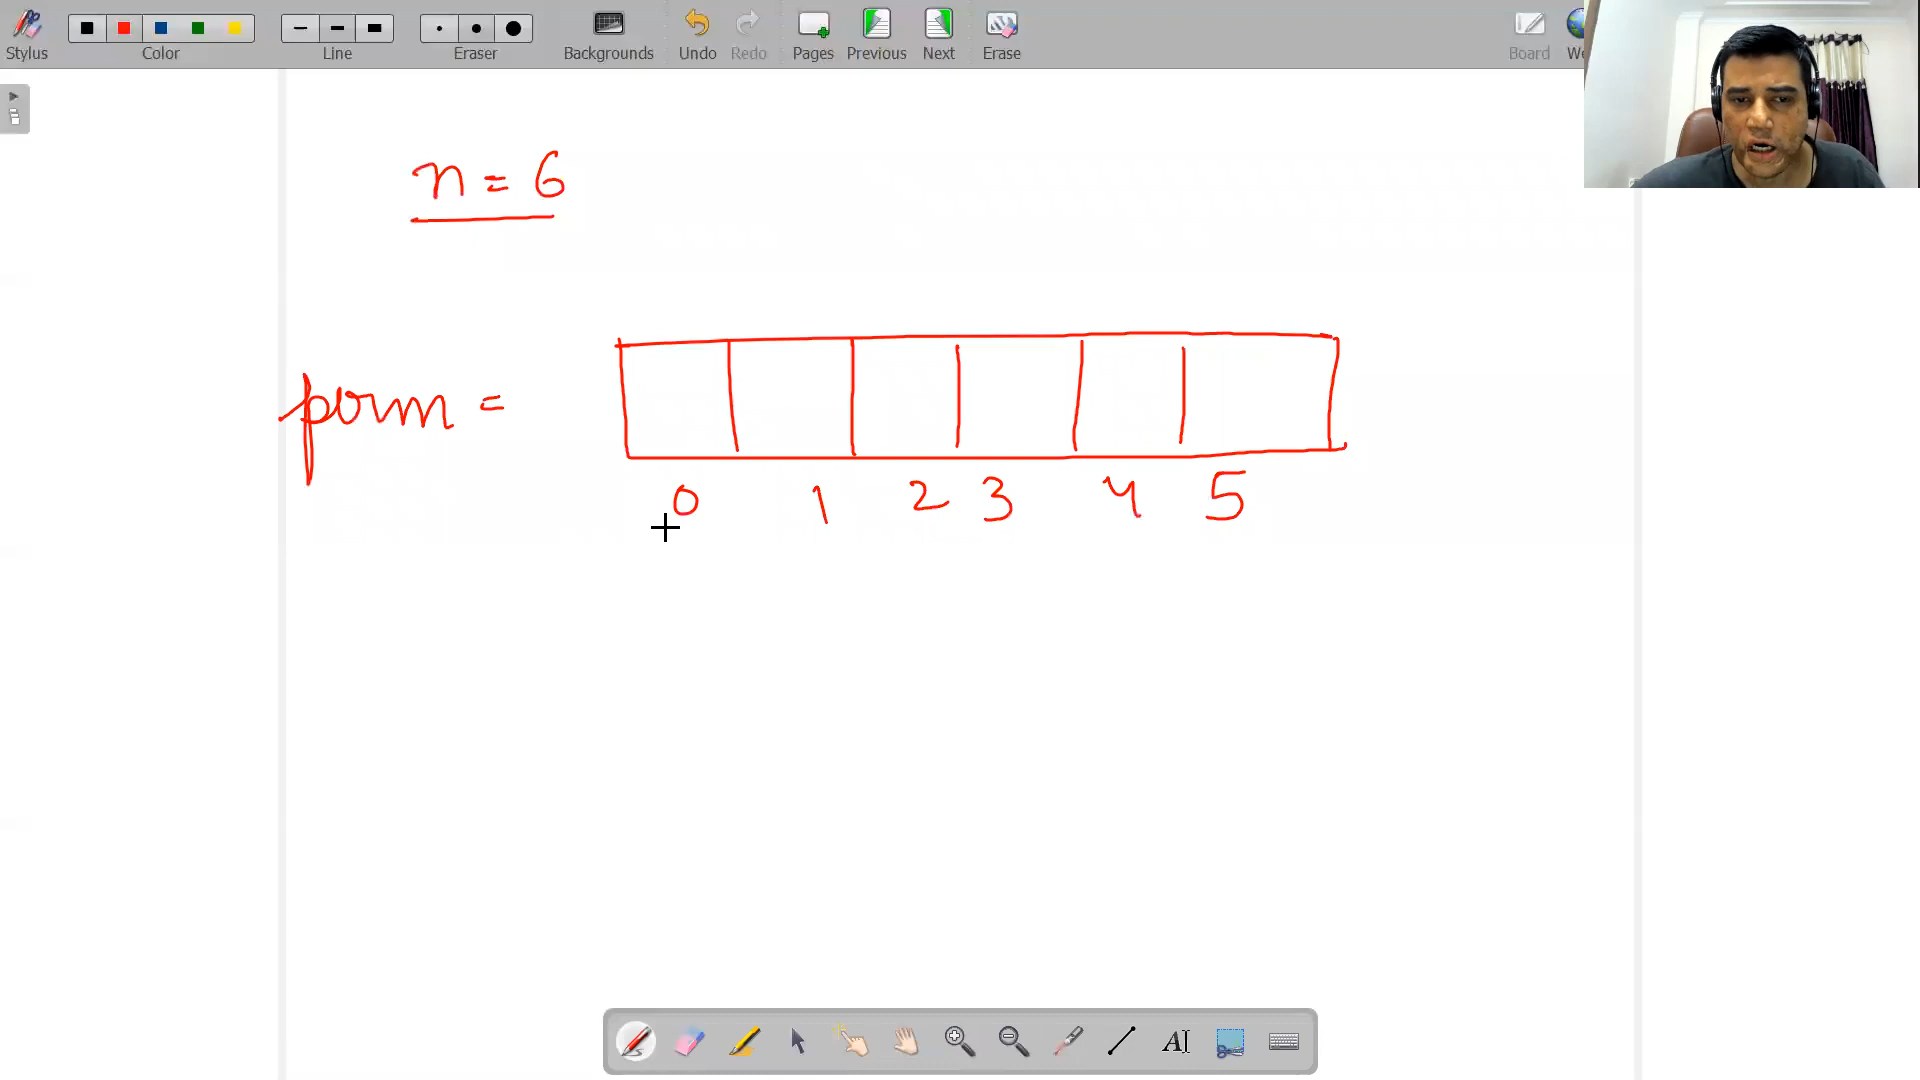 Stylus Color Line Eraser Backgrounds Undo Redo Pages Previous Next Erase Board
n = 6
perm =
0 1 2 3 4 5
AI